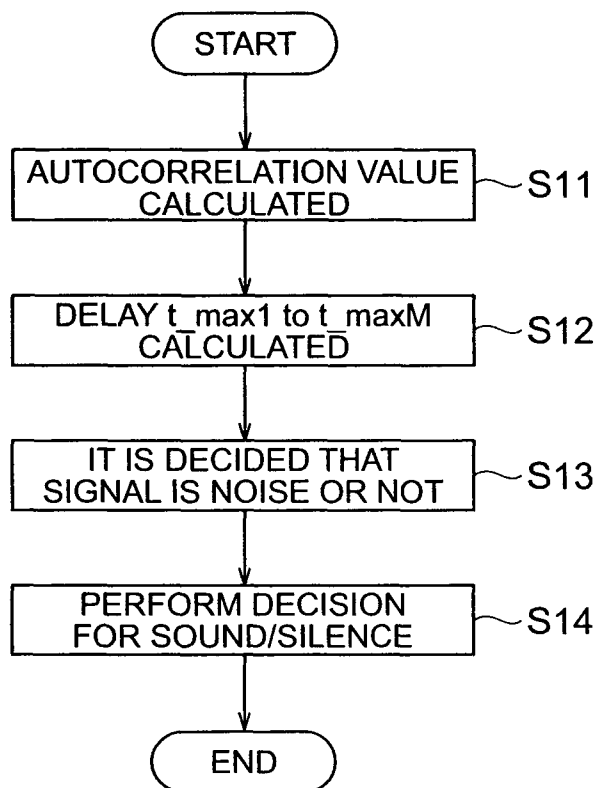 START
AUTOCORRELATION VALUE
CALCULATED
S11
DELAY t_max1 to t_maxM
CALCULATED
S12
IT IS DECIDED THAT
SIGNAL IS NOISE OR NOT
S13
PERFORM DECISION
FOR SOUND/SILENCE
S14
END